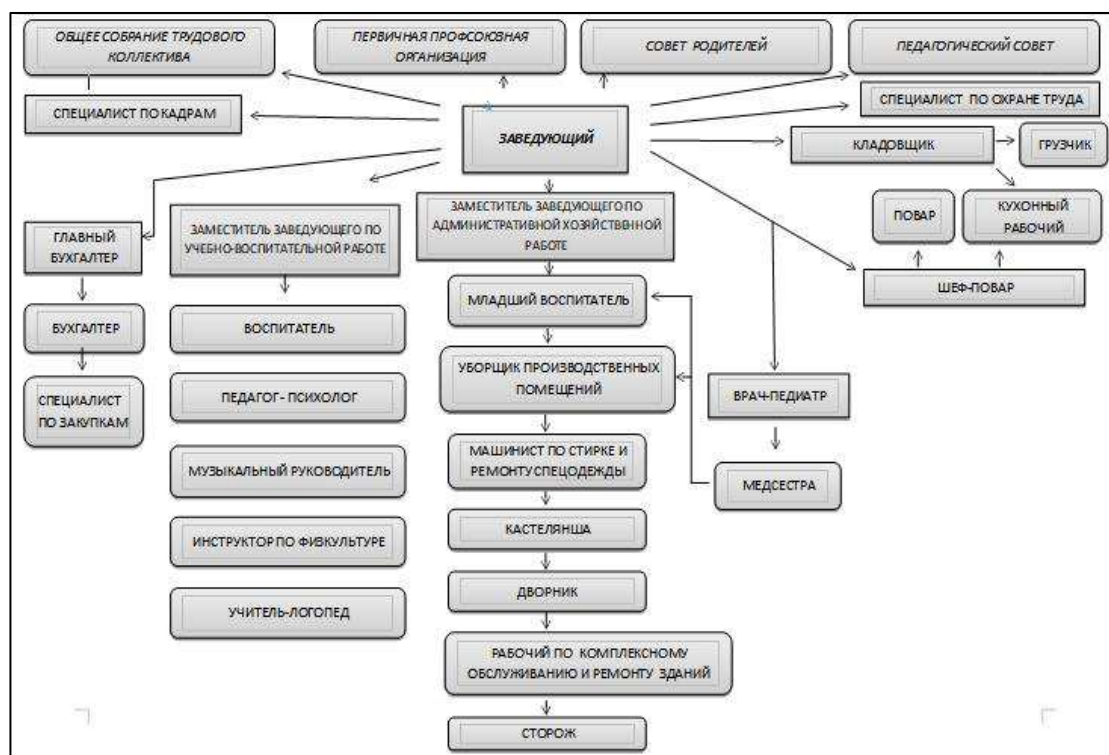 ОБЩЕЕ СОБРАНИЕ ТРУДОВОГО
КОЛЛЕКТИВА
ПЕРВИЧНАЯ ПРОФСОЮЗНАЯ
ОРГАНИЗАЦИЯ
СОВЕТ РОДИТЕЛЕЙ
ПЕДАГОГИЧЕСКИЙ СОВЕТ
СПЕЦИАЛИСТ ПО КАДРАМ
ЗАВЕДУЮЩИЙ
СПЕЦИАЛИСТ ПО ОХРАНЕ ТРУДА
КЛАДОВЩИК
ГРУЗЧИК
ПОВАР
КУХОННЫЙ
РАБОЧИЙ
ШЕФ-ПОВАР
ГЛАВНЫЙ
БУХГАЛТЕР
ЗАМЕСТИТЕЛЬ ЗАВЕДУЮЩЕГО ПО
УЧЕБНО-ВОСПИТАТЕЛЬНОЙ РАБОТЕ
ЗАМЕСТИТЕЛЬ ЗАВЕДУЮЩЕГО ПО
АДМИНИСТРАТИВНОЙ ХОЗЯЙСТВЕННОЙ
РАБОТЕ
БУХГАЛТЕР
СПЕЦИАЛИСТ
ПО ЗАКУПКАМ
ВОСПИТАТЕЛЬ
ПЕДАГОГ- ПСИХОЛОГ
МУЗЫКАЛЬНЫЙ РУКОВОДИТЕЛЬ
ИНСТРУКТОР ПО ФИЗКУЛЬТУРЕ
УЧИТЕЛЬ-ЛОГОПЕД
МЛАДШИЙ ВОСПИТАТЕЛЬ
УБОРЩИК ПРОИЗВОДСТВЕННЫХ
ПОМЕЩЕНИЙ
МАШИНИСТ ПО СТИРКЕ И
РЕМОНТУ СПЕЦОДЕЖДЫ
КАСТЕЛЯНША
ДВОРНИК
РАБОЧИЙ ПО КОМПЛЕКСНОМУ
ОБСЛУЖИВАНИЮ И РЕМОНТУ ЗДАНИЙ
СТОРОЖ
ВРАЧ-ПЕДИАТР
МЕДСЕСТРА